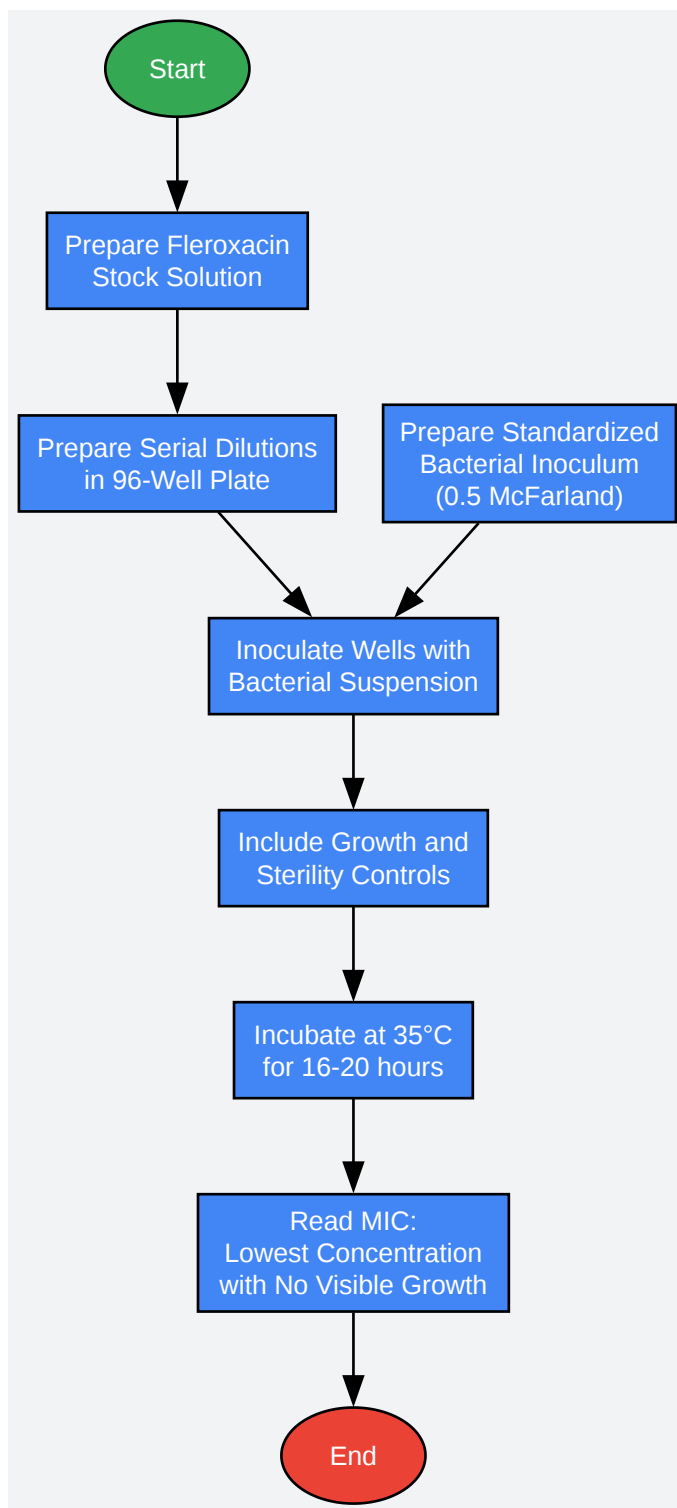 Start
Prepare Fleroxacin
Stock Solution
Prepare Serial Dilutions
in 96-Well Plate
Prepare Standardized
Bacterial Inoculum
(0.5 McFarland)
Inoculate Wells with
Bacterial Suspension
Include Growth and
Sterility Controls
Incubate at 35°C
for 16-20 hours
Read MIC:
Lowest Concentration
with No Visible Growth
End